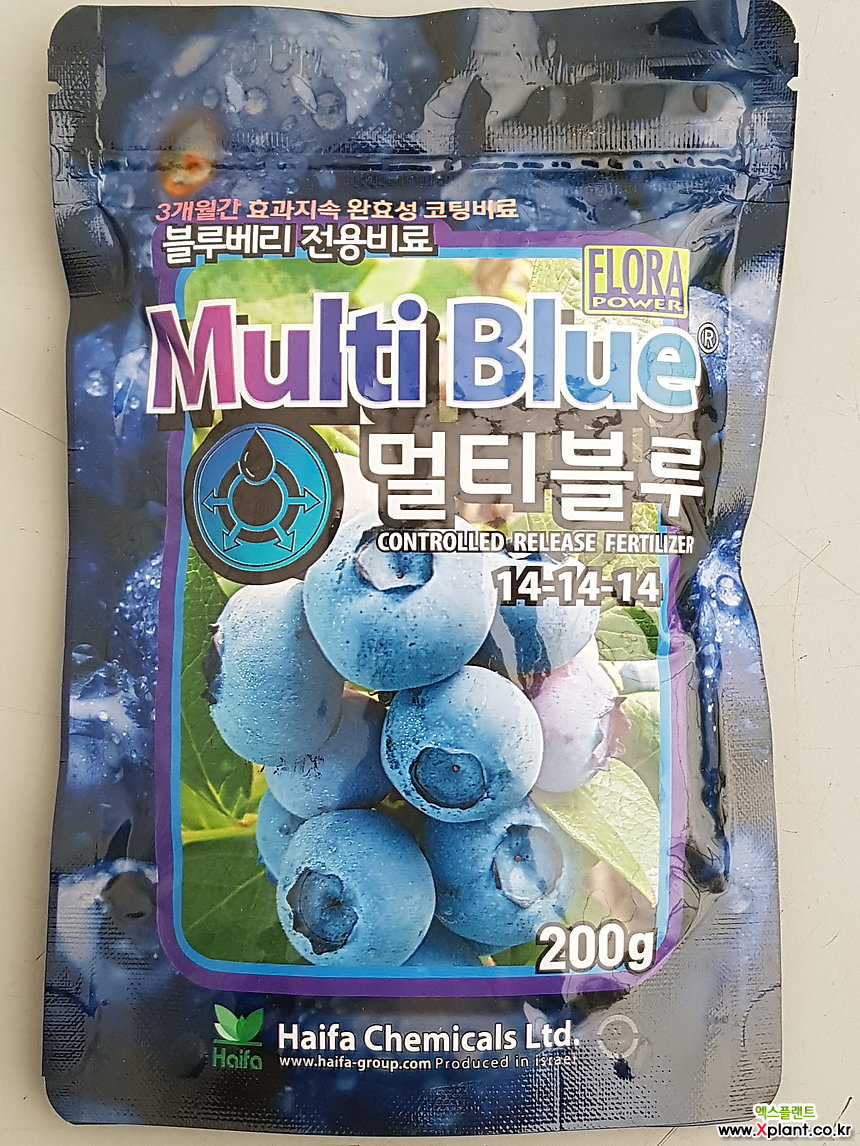 3개월간 효과지속 완효성 코팅비료
블루베리 전용비료
FLORA
POWER
Multi Blue®
멀티블루
CONTROLLED RELEASE FERTILIZER
14-14-14
200g
Haifa
Haifa Chemicals Ltd.
www.haifa-group.com Produced in Israel
엑스플랜트
www.Xplant.co.kr